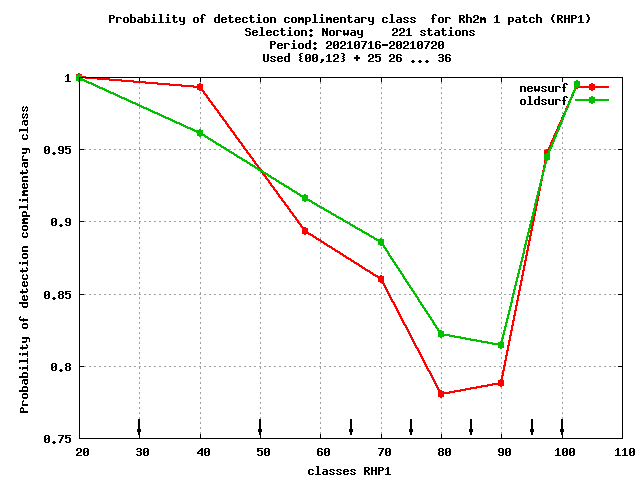 Probability of detection complimentary class  for Rh2m 1 patch (RHP1)
Selection: Norway    221 stations
Period: 20210716-20210720
Used {00,12} + 25 26 ... 36
newsurf
oldsurf
Probability of detection complimentary class
1
0.95
0.9
0.85
0.8
0.75
20 30 40 50 60 70 80 90 100 110
classes RHP1